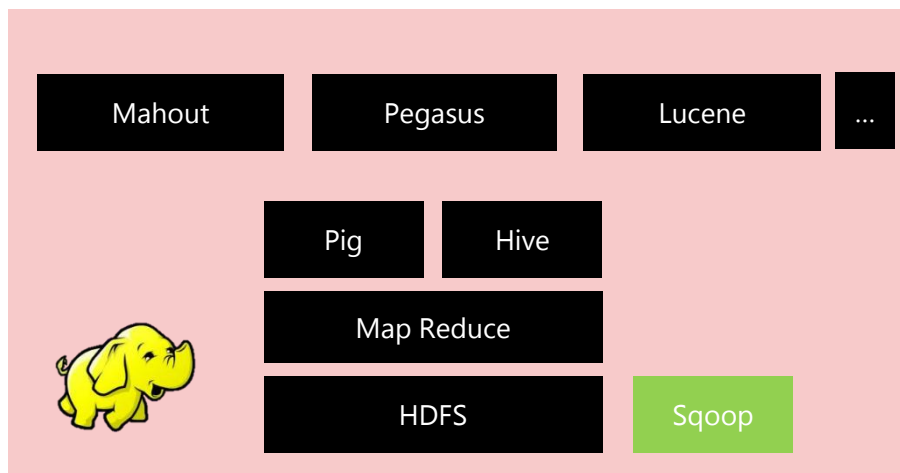 Mahout
Pegasus
Lucene
...
Pig
Hive
Map Reduce
HDFS
Sqoop